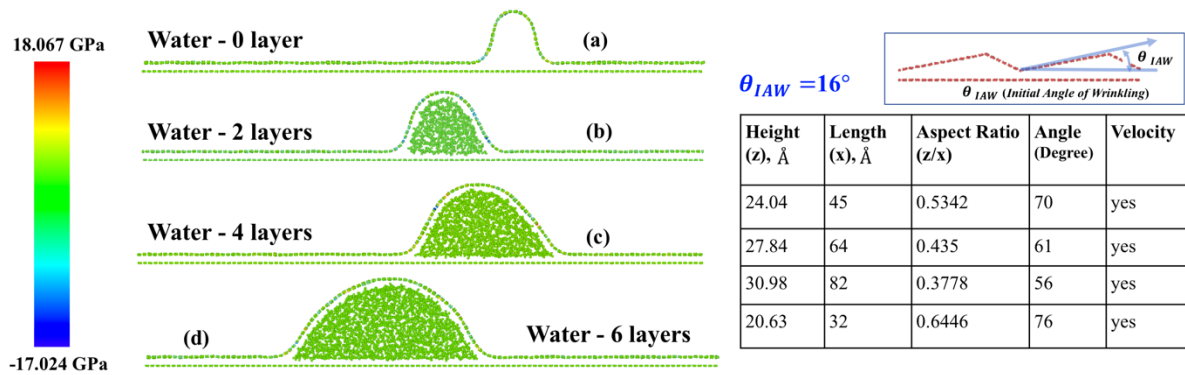 18.067 GPa
-17.024 GPa
Water - 0 layer
(a)
Water - 2 layers
(b)
Water - 4 layers
(c)
(d)
Water - 6 layers
θ_IAW =16°
θ_IAW
θ_IAW (Initial Angle of Wrinkling)
Height (z), Å | Length (x), Å | Aspect Ratio (z/x) | Angle (Degree) | Velocity
24.04 | 45 | 0.5342 | 70 | yes
27.84 | 64 | 0.435 | 61 | yes
30.98 | 82 | 0.3778 | 56 | yes
20.63 | 32 | 0.6446 | 76 | yes